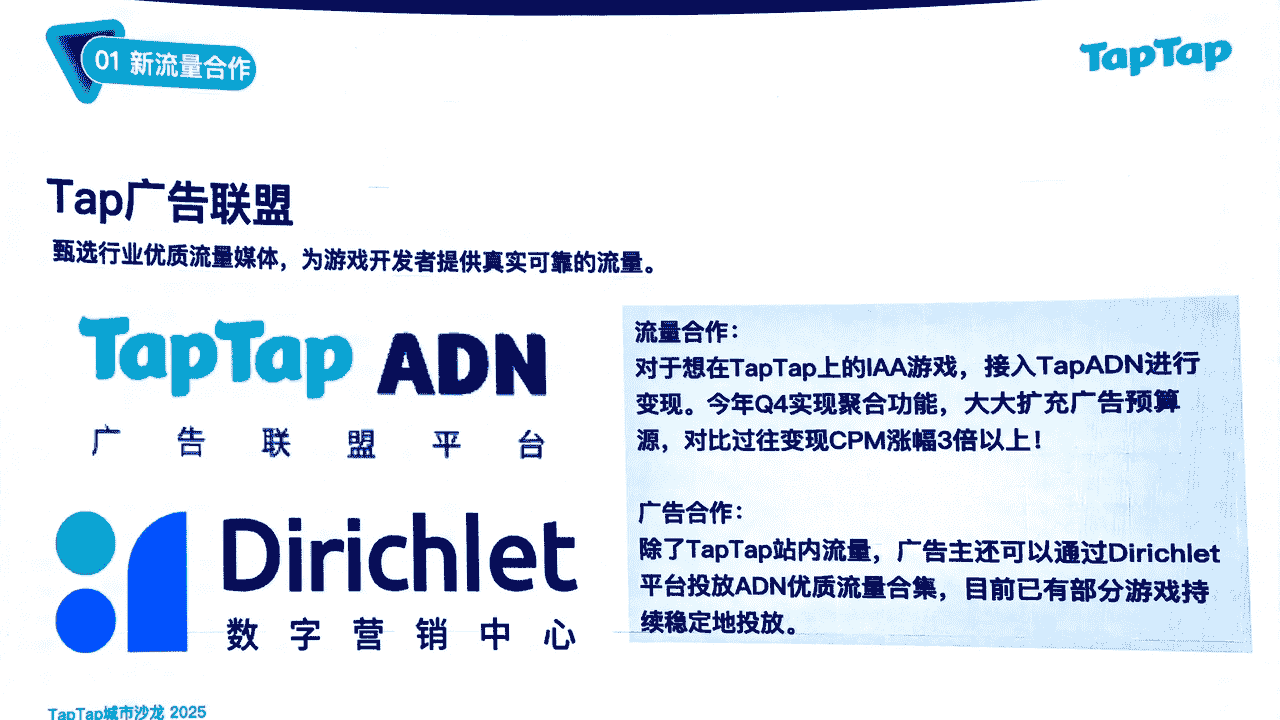 01 新流量合作
TapTap
Tap广告联盟
甄选行业优质流量媒体，为游戏开发者提供真实可靠的流量。
TapTap ADN
广告联盟平台
Dirichlet
数字营销中心
流量合作：
对于想在TapTap上的IAA游戏，接入TapADN进行
变现。今年Q4实现聚合功能，大大扩充广告预算
源，对比过往变现CPM涨幅3倍以上！
广告合作：
除了TapTap站内流量，广告主还可以通过Dirichlet
平台投放ADN优质流量合集，目前已有部分游戏持
续稳定地投放。
TapTap城市沙龙 2025